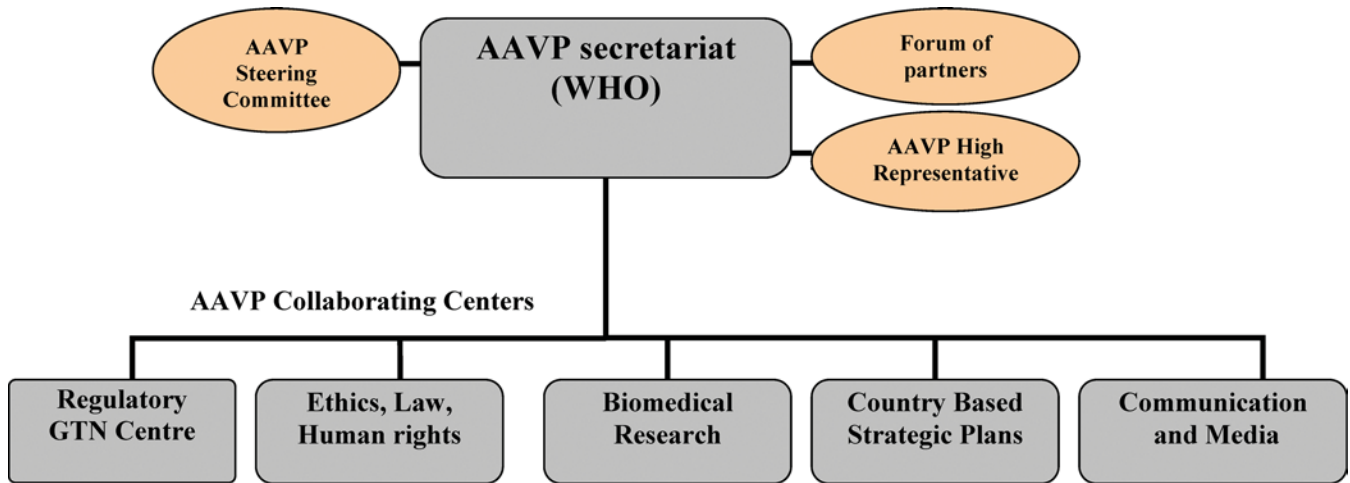 AAVP
Steering
Committee
AAVP secretariat
(WHO)
Forum of
partners
AAVP High
Representative
AAVP Collaborating Centers
Regulatory
GTN Centre
Ethics, Law,
Human rights
Biomedical
Research
Country Based
Strategic Plans
Communication
and Media